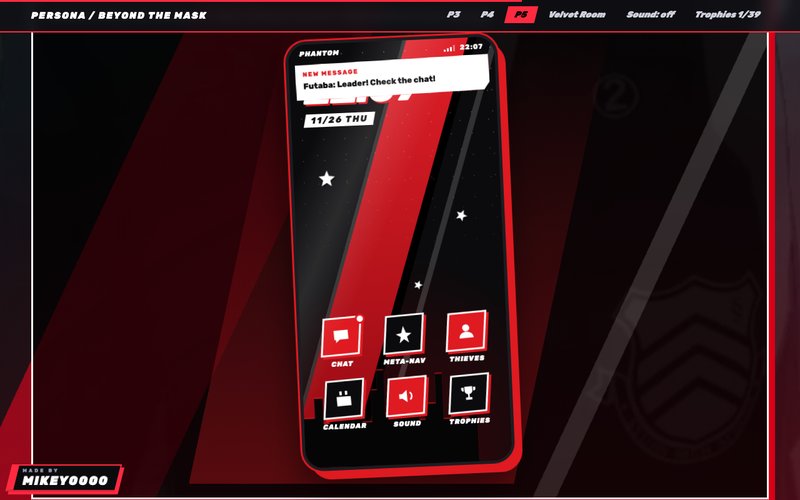 PERSONA / BEYOND THE MASK
P3
P4
P5
Velvet Room
Sound: off
Trophies 1/39
PHANTOM
22:07
NEW MESSAGE
Futaba: Leader! Check the chat!
11/26 THU
CHAT
META-NAV
THIEVES
CALENDAR
SOUND
TROPHIES
MADE BY
MIKEY0000
2